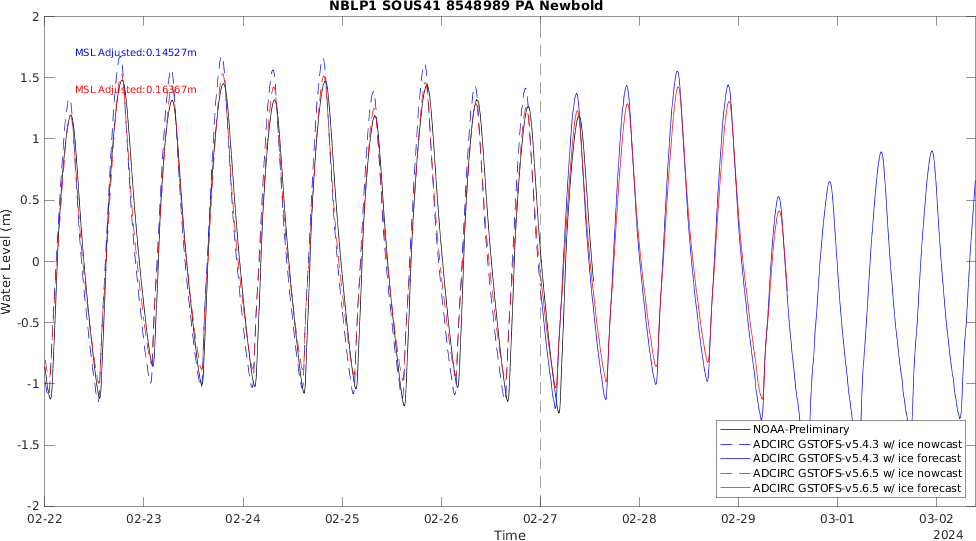 NBLP1 SOUS41 8548989 PA Newbold
MSL Adjusted:0.14527m
MSL Adjusted:0.16367m
Water Level (m)
2
1.5
1
0.5
0
-0.5
-1
-1.5
-2
NOAA-Preliminary
ADCIRC GSTOFS-v5.4.3 w/ ice nowcast
ADCIRC GSTOFS-v5.4.3 w/ ice forecast
ADCIRC GSTOFS-v5.6.5 w/ ice nowcast
ADCIRC GSTOFS-v5.6.5 w/ ice forecast
02-22 02-23 02-24 02-25 02-26 02-27 02-28 02-29 03-01 03-02
Time
2024